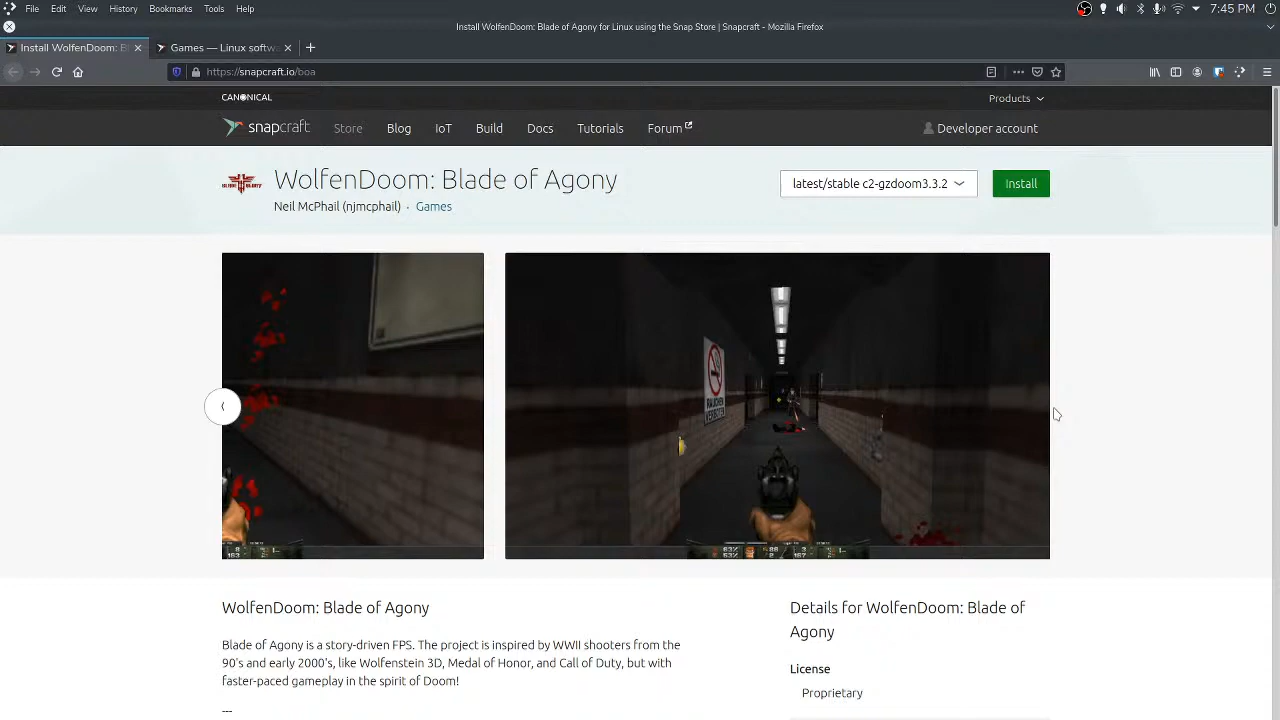 File Edit View History Bookmarks Tools Help
7:45 PM
Install WolfenDoom: Blade of Agony for Linux using the Snap Store | Snapcraft - Mozilla Firefox
Install WolfenDoom: Bl
Games — Linux softwa
https://snapcraft.io/boa
CANONICAL
Products
snapcraft
Store
Blog
IoT
Build
Docs
Tutorials
Forum
Developer account
WolfenDoom: Blade of Agony
latest/stable c2-gzdoom3.3.2
Install
Neil McPhail (njmcphail) · Games
RAUCHEN
VERBOTEN
WolfenDoom: Blade of Agony
Blade of Agony is a story-driven FPS. The project is inspired by WWII shooters from the
90's and early 2000's, like Wolfenstein 3D, Medal of Honor, and Call of Duty, but with
faster-paced gameplay in the spirit of Doom!
---
Details for WolfenDoom: Blade of
Agony
License
Proprietary